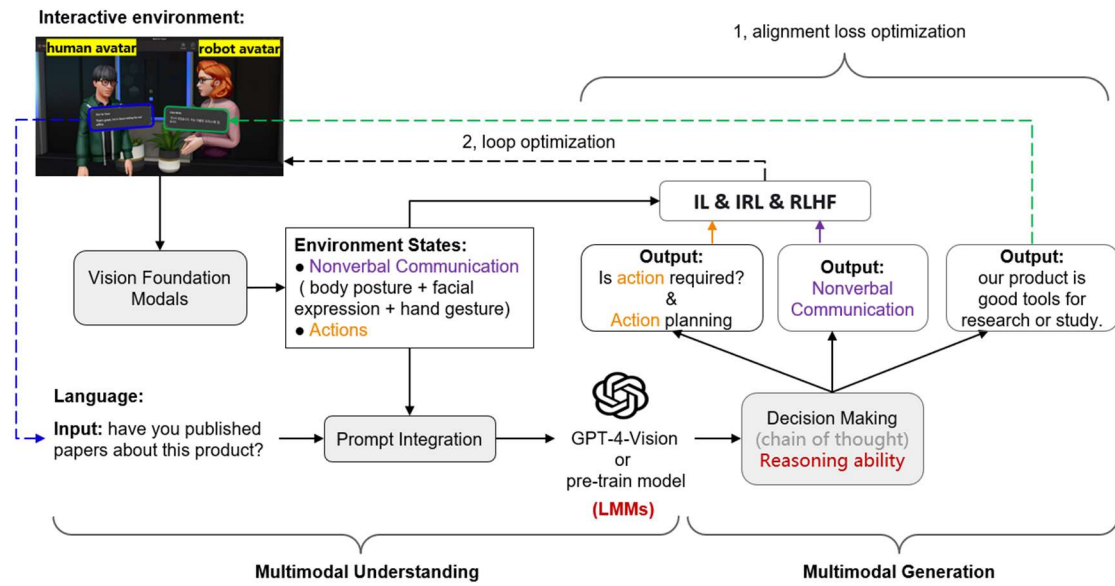 Interactive environment:
human avatar
robot avatar
1, alignment loss optimization
2, loop optimization
IL & IRL & RLHF
Vision Foundation
Modals
Environment States:
● Nonverbal Communication
( body posture + facial
expression + hand gesture)
● Actions
Output:
Is action required?
&
Action planning
Output:
Nonverbal
Communication
Output:
our product is
good tools for
research or study.
Language:
Input: have you published
papers about this product?
Prompt Integration
GPT-4-Vision
or
pre-train model
(LMMs)
Decision Making
(chain of thought)
Reasoning ability
Multimodal Understanding
Multimodal Generation